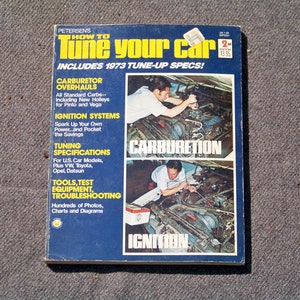 PETERSEN'S
HOW TO
Tune your car
INCLUDES 1973 TUNE-UP SPECS!
CARBURETOR
OVERHAULS
All Standard Carbs—
Including New Holleys
for Pinto and Vega
IGNITION SYSTEMS
Spark Up Your Own
Power...and Pocket
the Savings
TUNING
SPECIFICATIONS
For U.S. Car Models,
Plus VW, Toyota,
Opel, Datsun
TOOLS, TEST
EQUIPMENT,
TROUBLESHOOTING
Hundreds of Photos,
Charts and Diagrams
CARBURETION
IGNITION